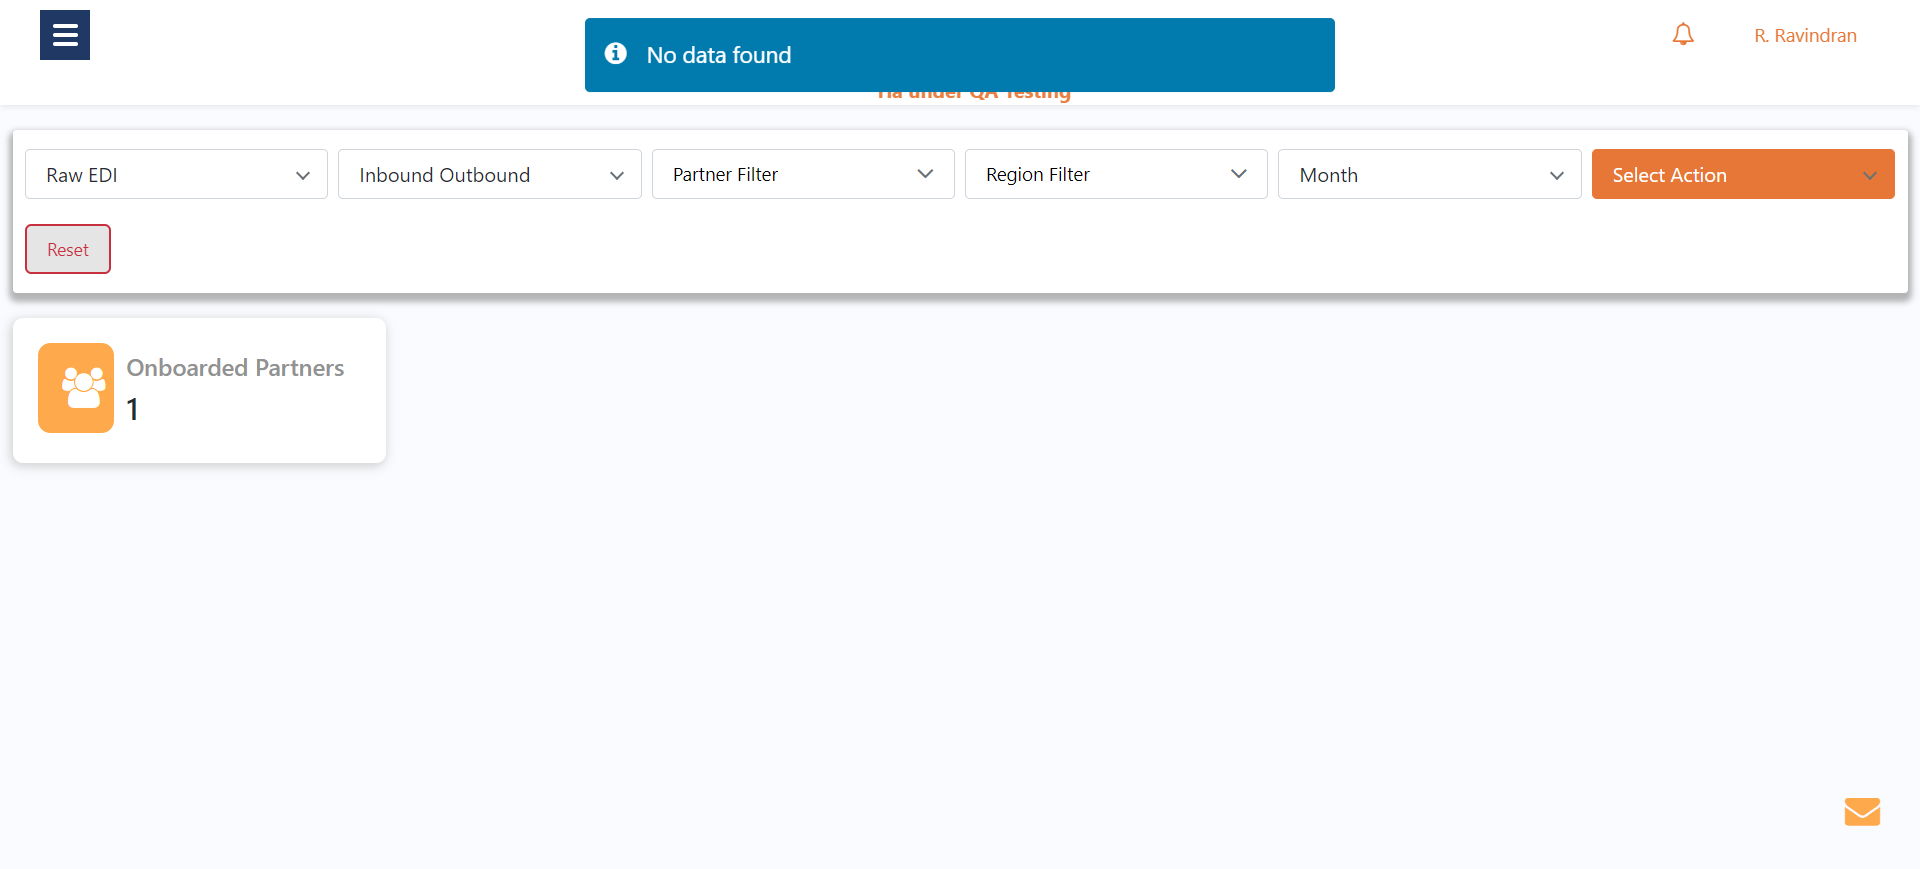 No data found
R. Ravindran
under QA Testing
Raw EDI
Inbound Outbound
Partner Filter
Region Filter
Month
Select Action
Reset
Onboarded Partners
1